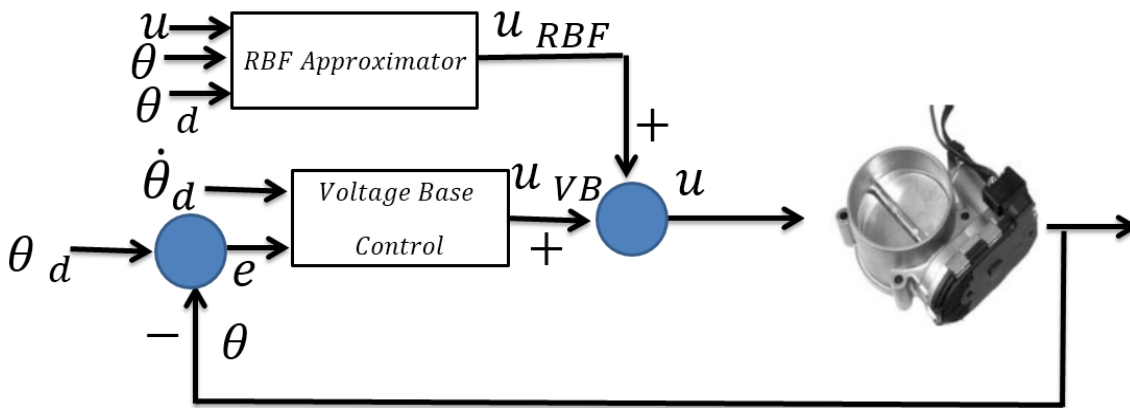 u
θ
θ d
RBF Approximator
u RBF
+
θ̇ d
Voltage Base
Control
u VB
+
u
θ d
e
−
θ